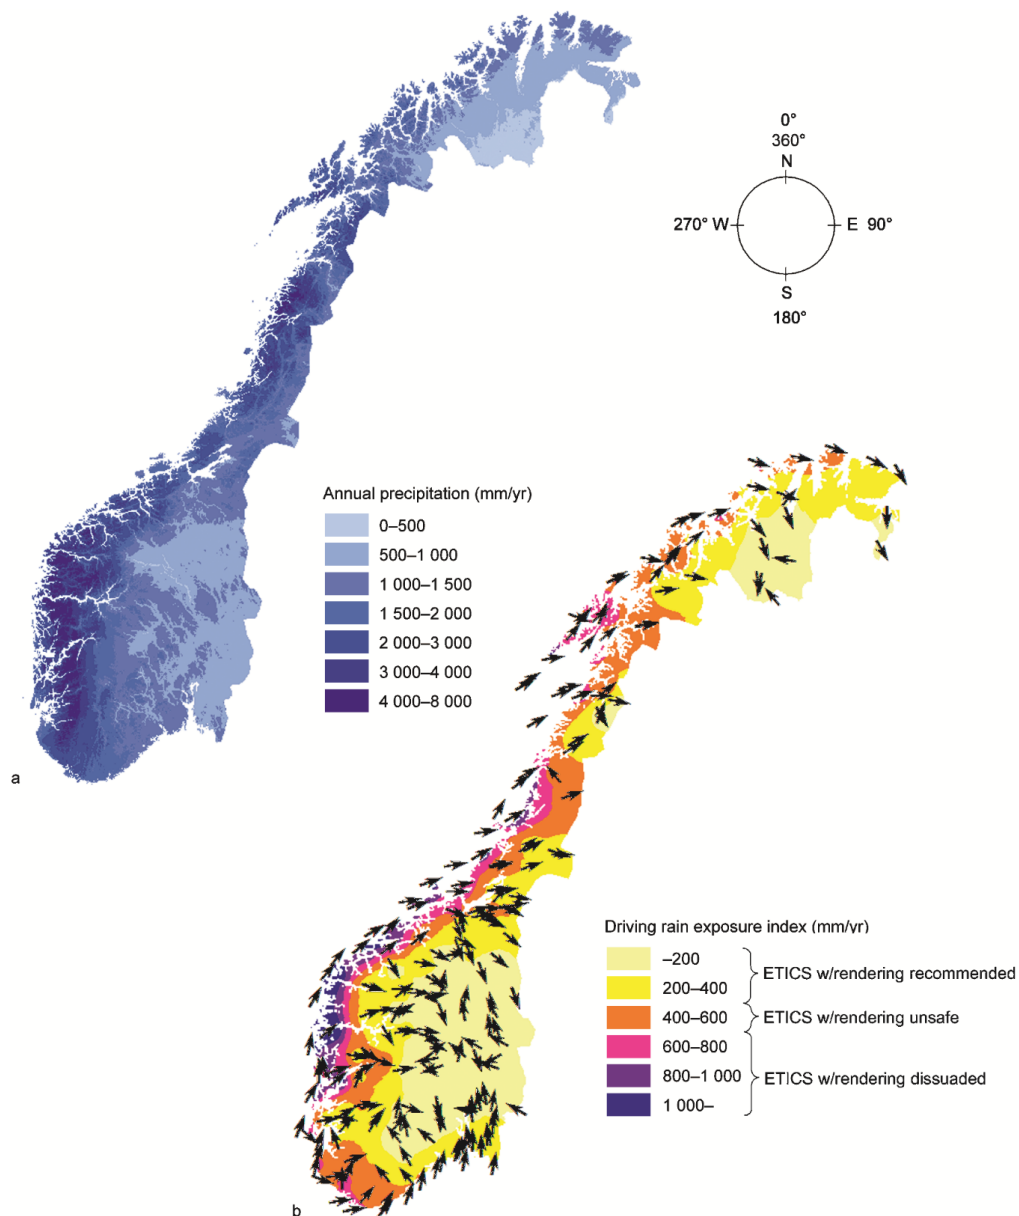 0°
360°
N
270° W
E 90°
S
180°
Annual precipitation (mm/yr)
0–500
500–1 000
1 000–1 500
1 500–2 000
2 000–3 000
3 000–4 000
4 000–8 000
a
Driving rain exposure index (mm/yr)
–200
200–400
ETICS w/rendering recommended
400–600
ETICS w/rendering unsafe
600–800
800–1 000
ETICS w/rendering dissuaded
1 000–
b